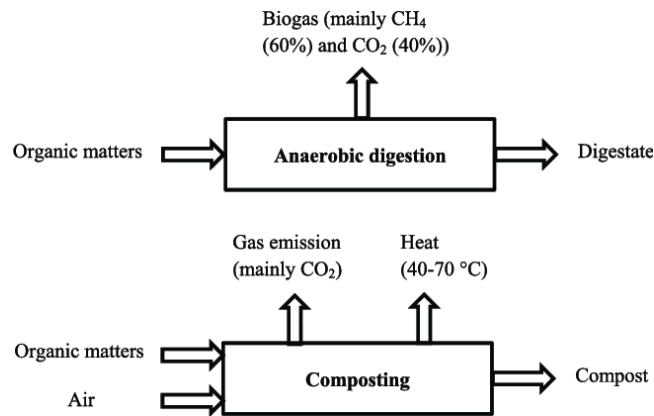 Biogas (mainly CH₄
(60%) and CO₂ (40%))
Organic matters
Anaerobic digestion
Digestate
Gas emission
(mainly CO₂)
Heat
(40-70 °C)
Organic matters
Air
Composting
Compost